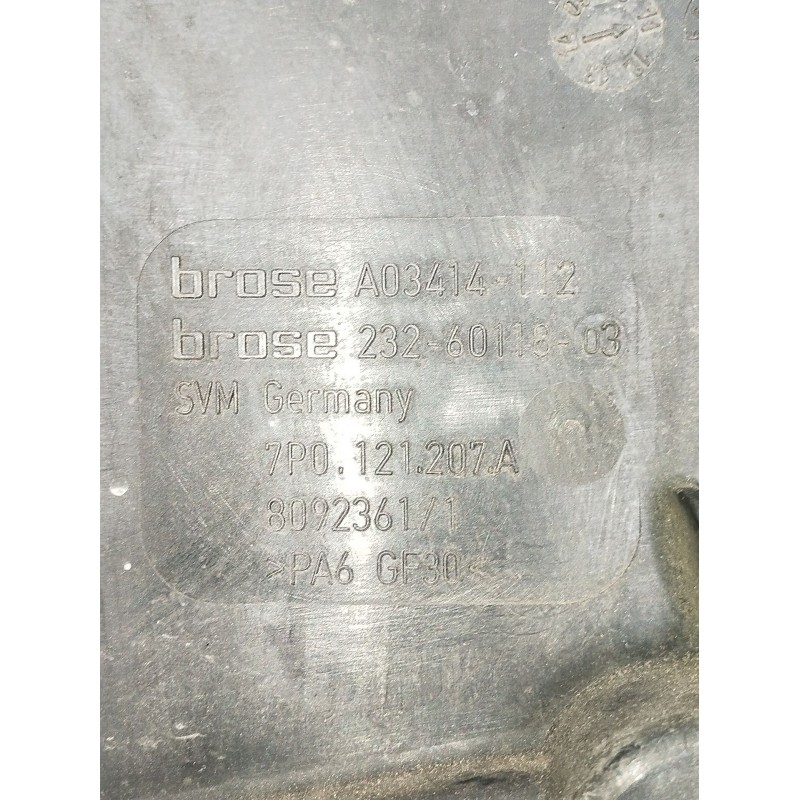 brose A03414-112
brose 232-60118-03
SVM Germany
7P0.121.207.A
8092361/1
>PA6 GF30<